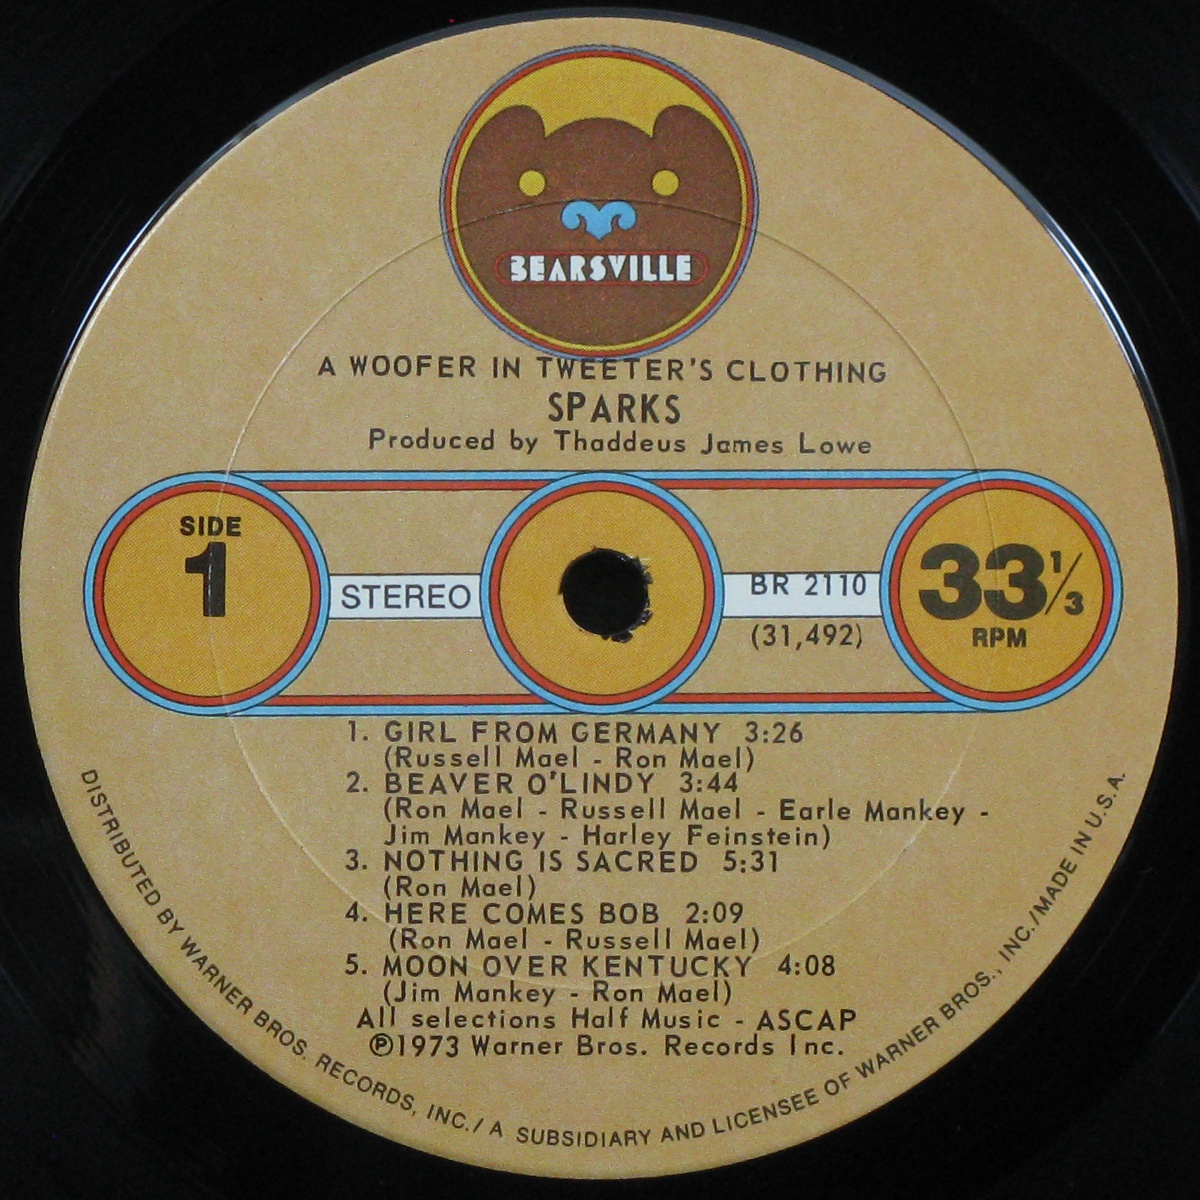 BEARSVILLE
A WOOFER IN TWEETER'S CLOTHING
SPARKS
Produced by Thaddeus James Lowe
SIDE
1
STEREO
BR 2110
(31,492)
33 1/3
RPM
1. GIRL FROM GERMANY 3:26
(Russell Mael - Ron Mael)
2. BEAVER O'LINDY 3:44
(Ron Mael - Russell Mael - Earle Mankey -
Jim Mankey - Harley Feinstein)
3. NOTHING IS SACRED 5:31
(Ron Mael)
4. HERE COMES BOB 2:09
(Ron Mael - Russell Mael)
5. MOON OVER KENTUCKY 4:08
(Jim Mankey - Ron Mael)
All selections Half Music - ASCAP
℗1973 Warner Bros. Records Inc.
DISTRIBUTED BY WARNER BROS. RECORDS, INC./ A SUBSIDIARY AND LICENSEE OF WARNER BROS., INC./MADE IN U.S.A.